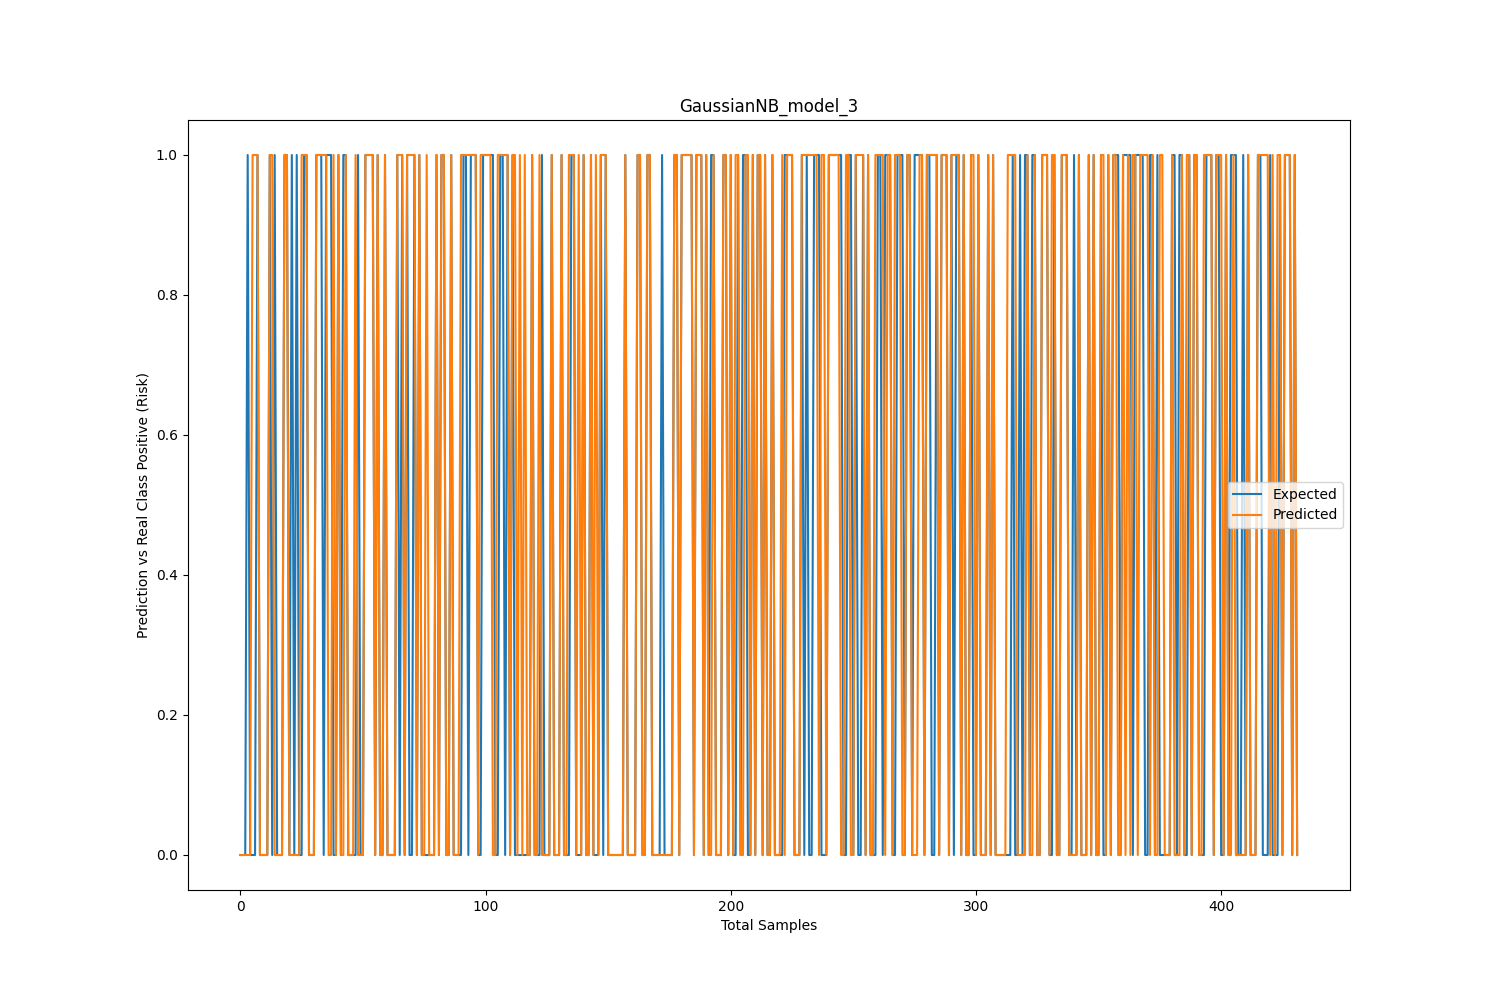 GaussianNB_model_3
1.0
0.8
0.6
0.4
0.2
0.0
Prediction vs Real Class Positive (Risk)
Expected
Predicted
0 100 200 300 400
Total Samples